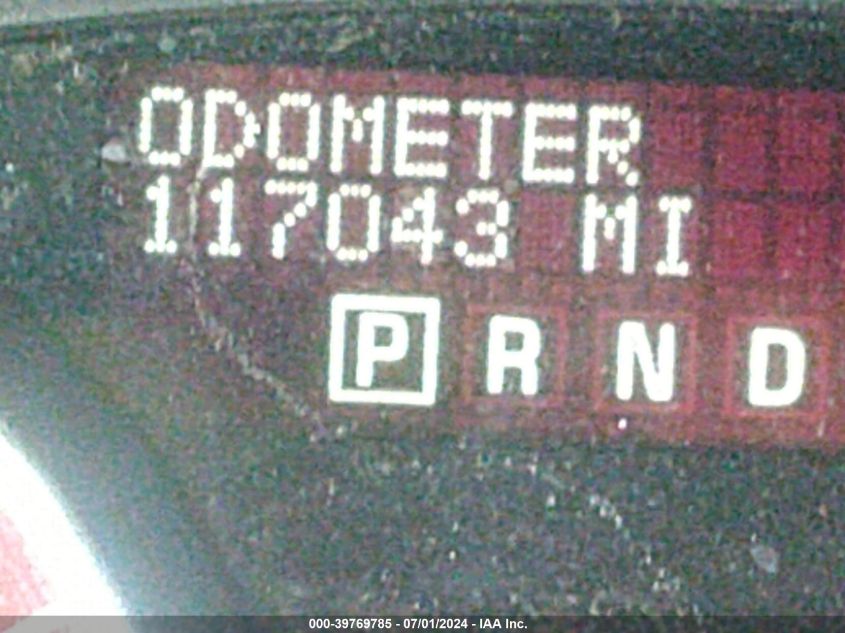 ODOMETER
117043 MI
P R N D
000-39769785 - 07/01/2024 - IAA Inc.